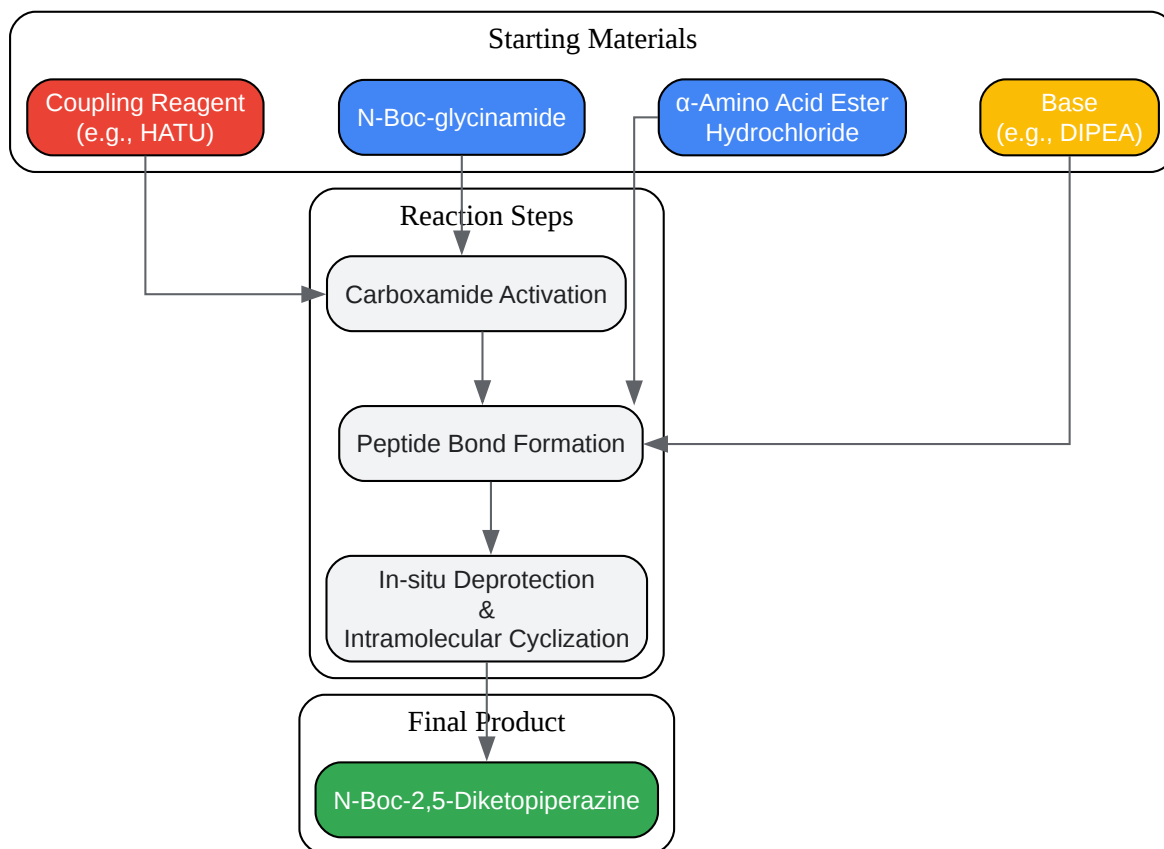 Starting Materials
Coupling Reagent
(e.g., HATU)
N-Boc-glycinamide
α-Amino Acid Ester
Hydrochloride
Base
(e.g., DIPEA)
Reaction Steps
Carboxamide Activation
Peptide Bond Formation
In-situ Deprotection
&
Intramolecular Cyclization
Final Product
N-Boc-2,5-Diketopiperazine